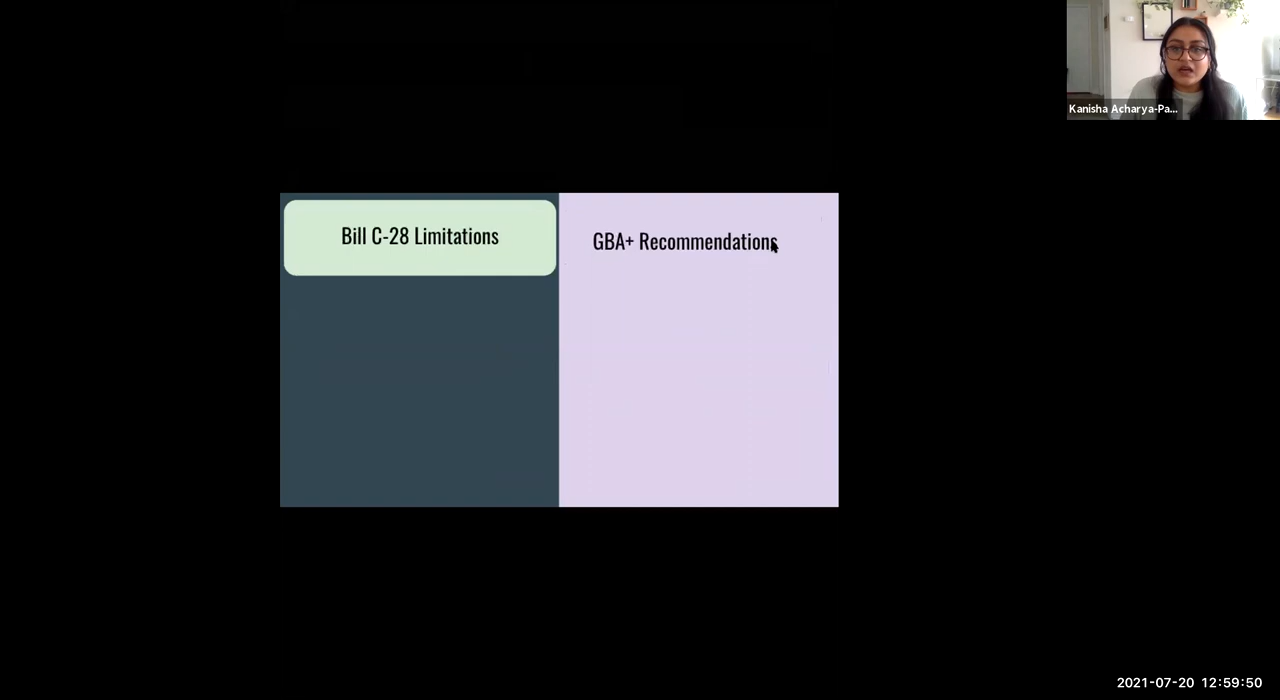 Kanisha Acharya-Pa...
Bill C-28 Limitations
GBA+ Recommendations
2021-07-20 12:59:50